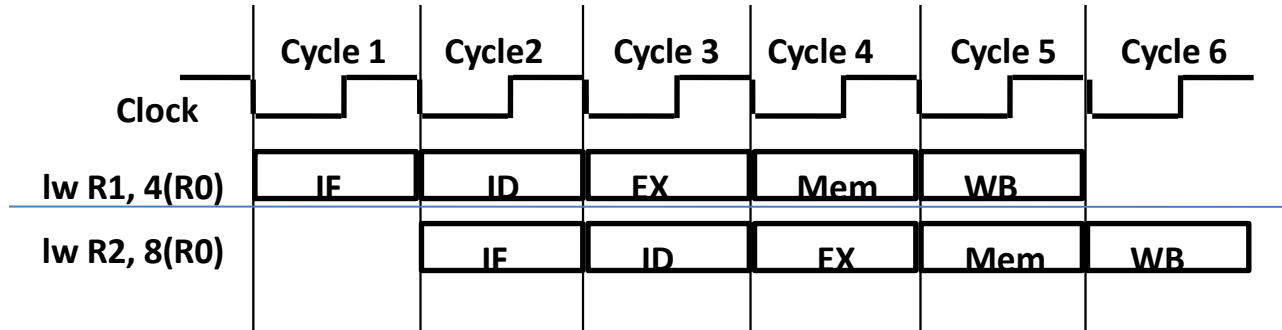 Cycle 1 Cycle2 Cycle 3 Cycle 4 Cycle 5 Cycle 6
Clock
lw R1, 4(R0) IF ID EX Mem WB
lw R2, 8(R0) IF ID EX Mem WB